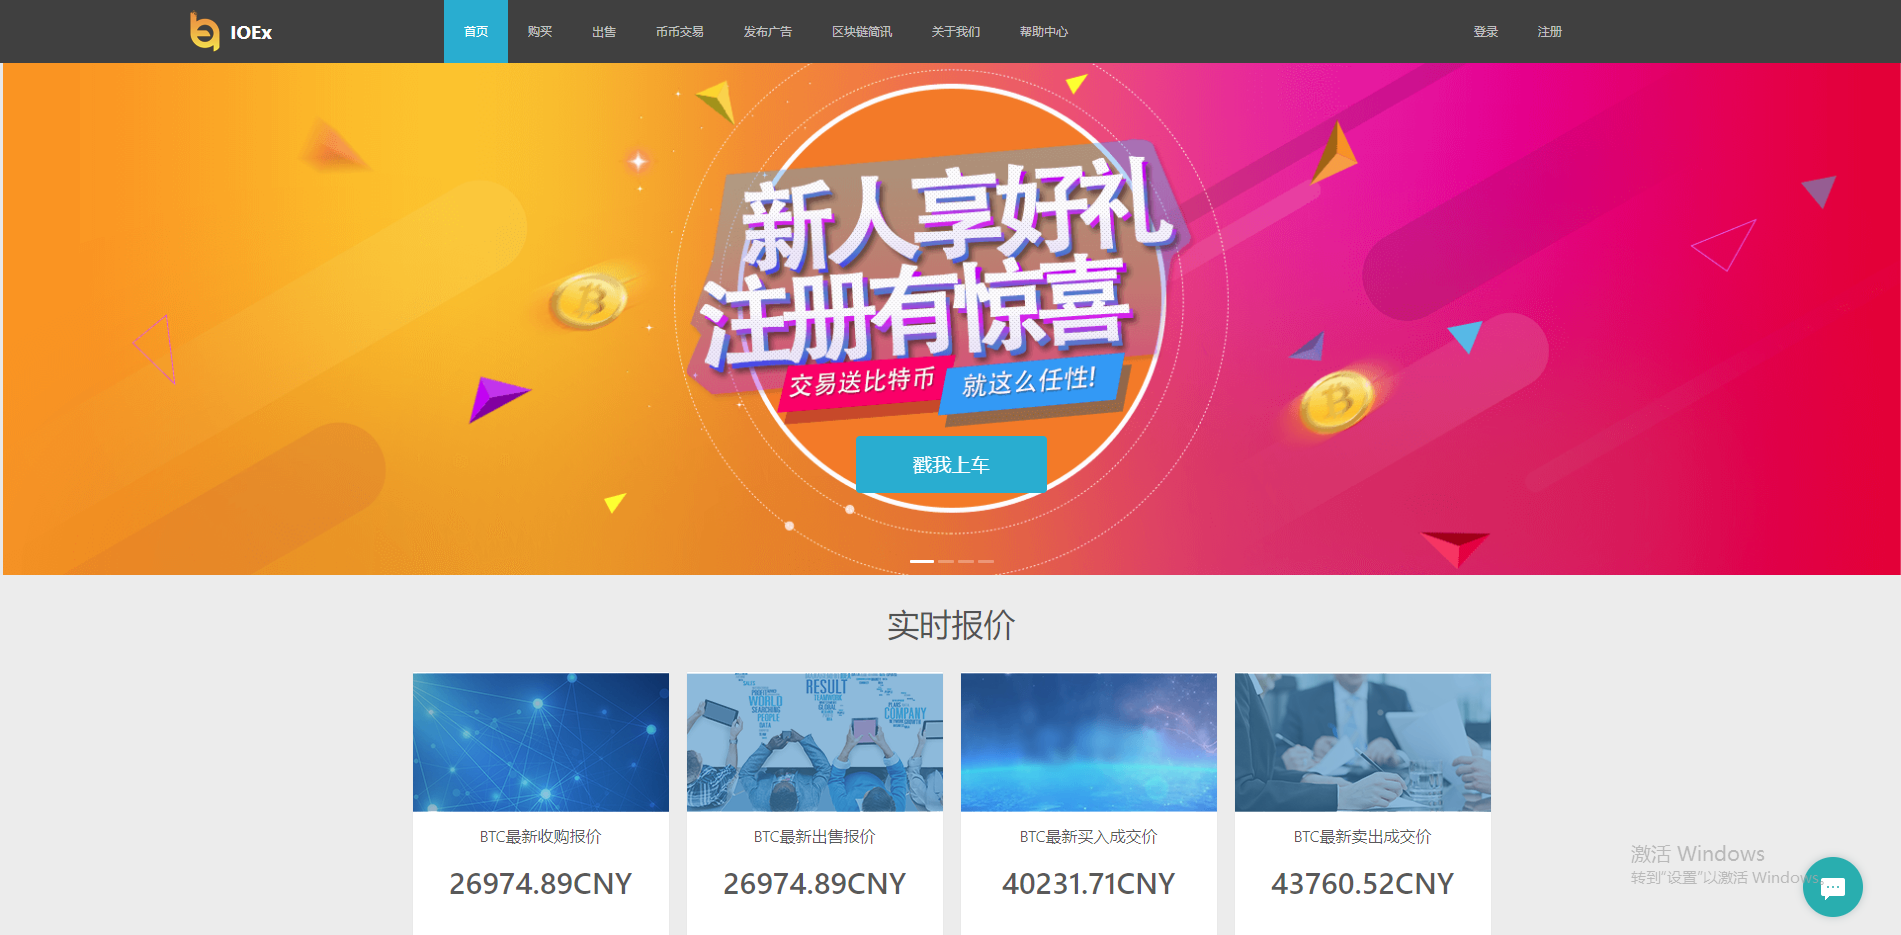 IOEx
首页
购买
出售
币币交易
发布广告
区块链简讯
关于我们
帮助中心
登录
注册
新人享好礼
注册有惊喜
交易送比特币
就这么任性!
戳我上车
实时报价
RESULT
WORLD
SEARCHING
PEOPLE
DATA
COMPANY
BTC最新收购报价
26974.89CNY
BTC最新出售报价
26974.89CNY
BTC最新买入成交价
40231.71CNY
BTC最新卖出成交价
43760.52CNY
激活 Windows
转到"设置"以激活 Windows。